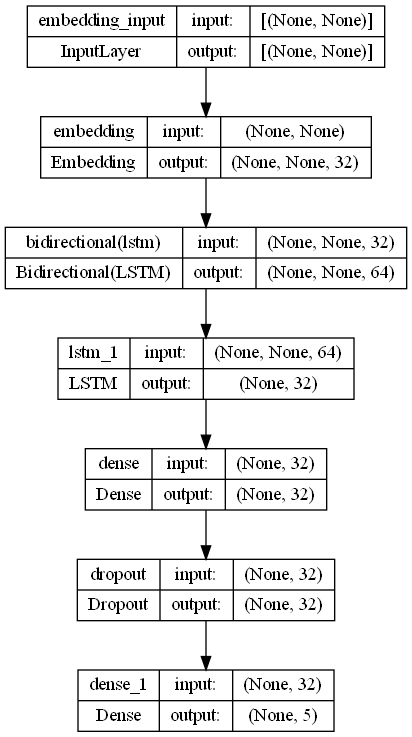 embedding_input input: [(None, None)]
InputLayer output: [(None, None)]
embedding input: (None, None)
Embedding output: (None, None, 32)
bidirectional(lstm) input: (None, None, 32)
Bidirectional(LSTM) output: (None, None, 64)
lstm_1 input: (None, None, 64)
LSTM output: (None, 32)
dense input: (None, 32)
Dense output: (None, 32)
dropout input: (None, 32)
Dropout output: (None, 32)
dense_1 input: (None, 32)
Dense output: (None, 5)